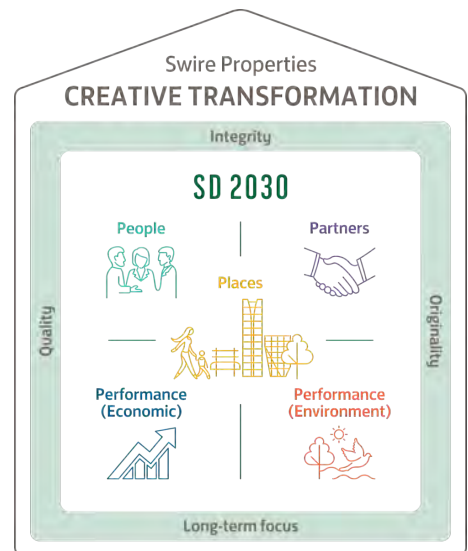 Swire Properties
CREATIVE TRANSFORMATION
Integrity
SD 2030
People
Partners
Places
Quality
Originality
Performance
(Economic)
Performance
(Environment)
Long-term focus